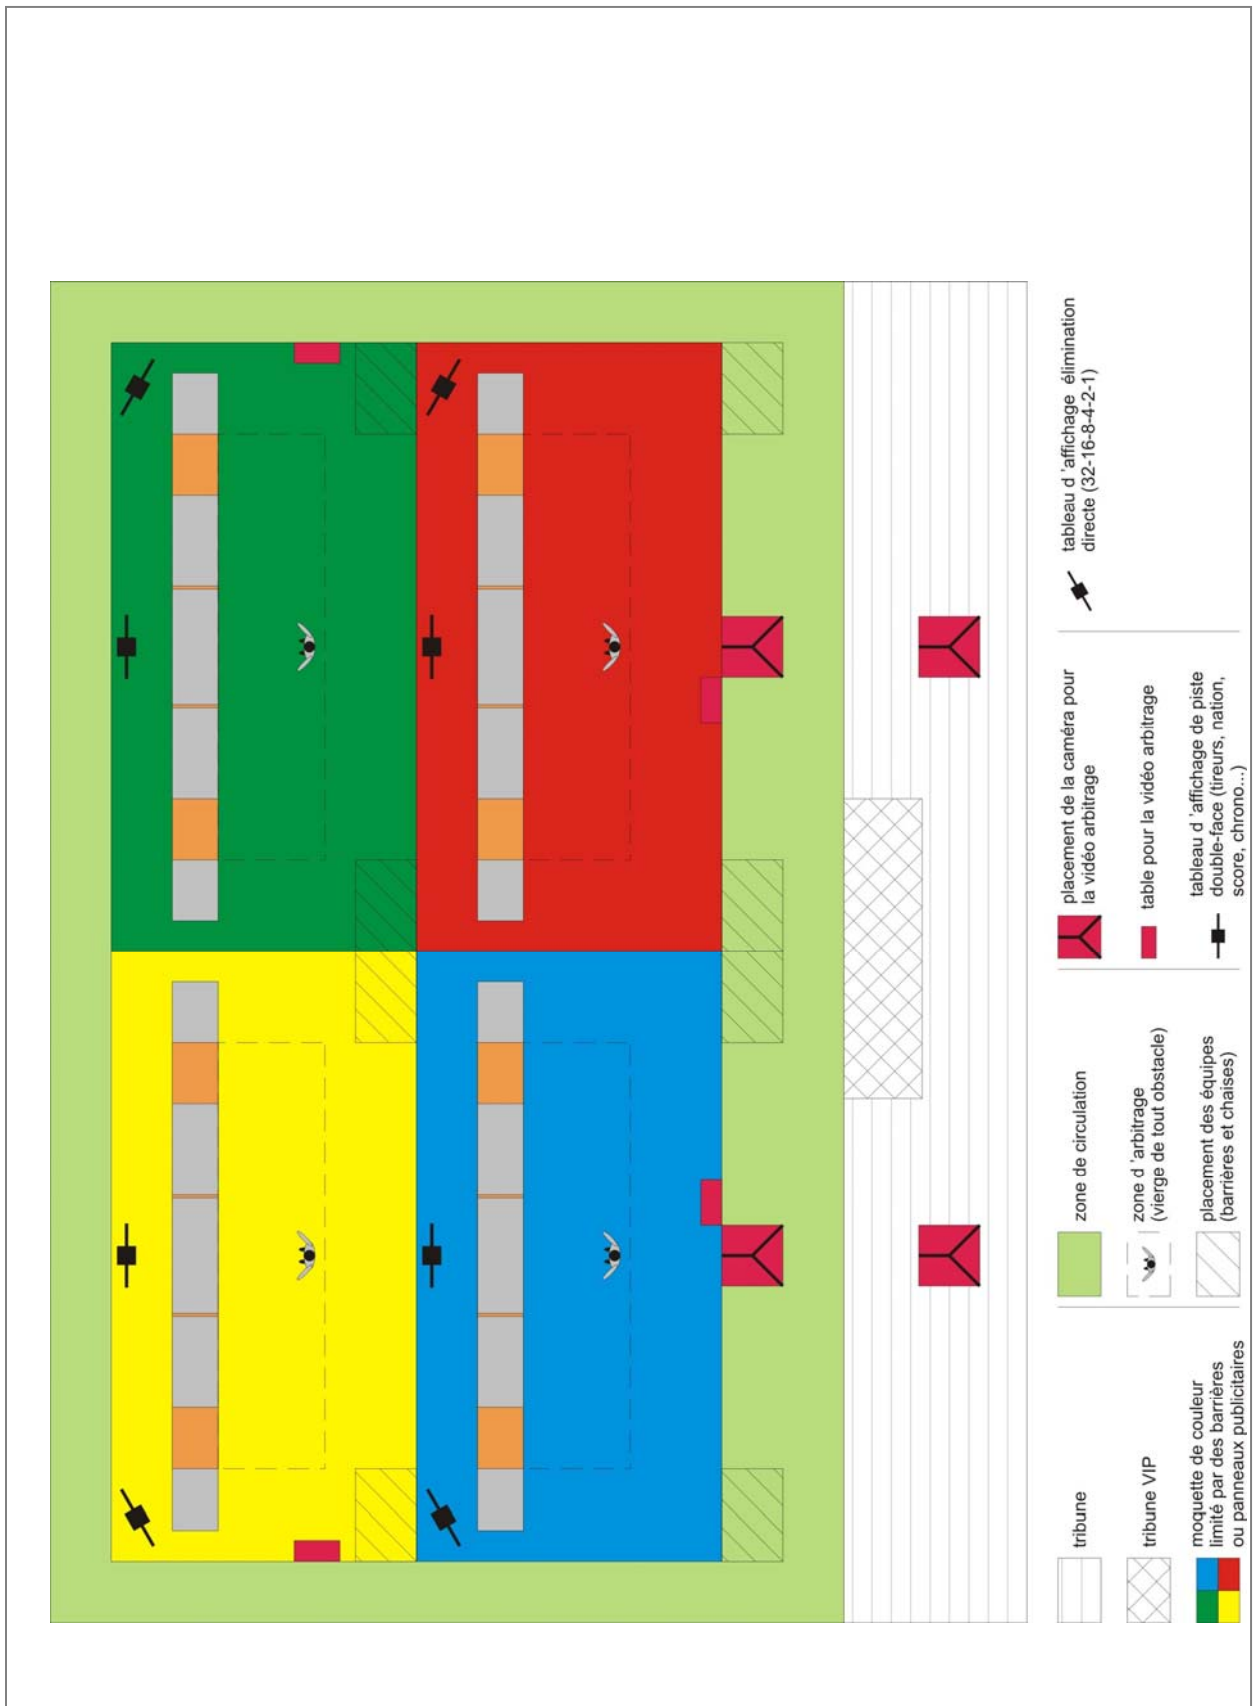 tribune
tribune VIP
moquette de couleur
limité par des barrières
ou panneaux publicitaires
zone de circulation
zone d 'arbitrage
(vierge de tout obstacle)
placement des équipes
(barrières et chaises)
placement de la caméra pour
la vidéo arbitrage
table pour la vidéo arbitrage
tableau d 'affichage de piste
double-face (tireurs, nation,
score, chrono...)
tableau d 'affichage élimination
directe (32-16-8-4-2-1)